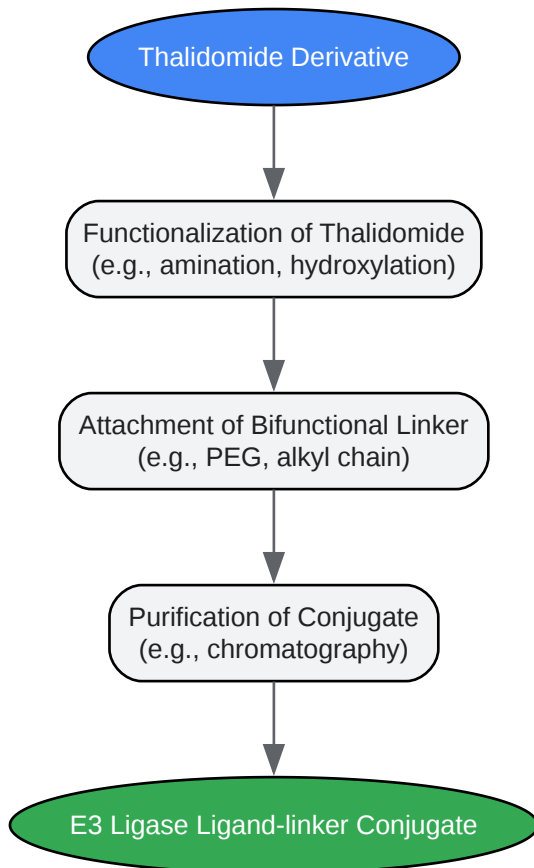 Thalidomide Derivative
Functionalization of Thalidomide
(e.g., amination, hydroxylation)
Attachment of Bifunctional Linker
(e.g., PEG, alkyl chain)
Purification of Conjugate
(e.g., chromatography)
E3 Ligase Ligand-linker Conjugate